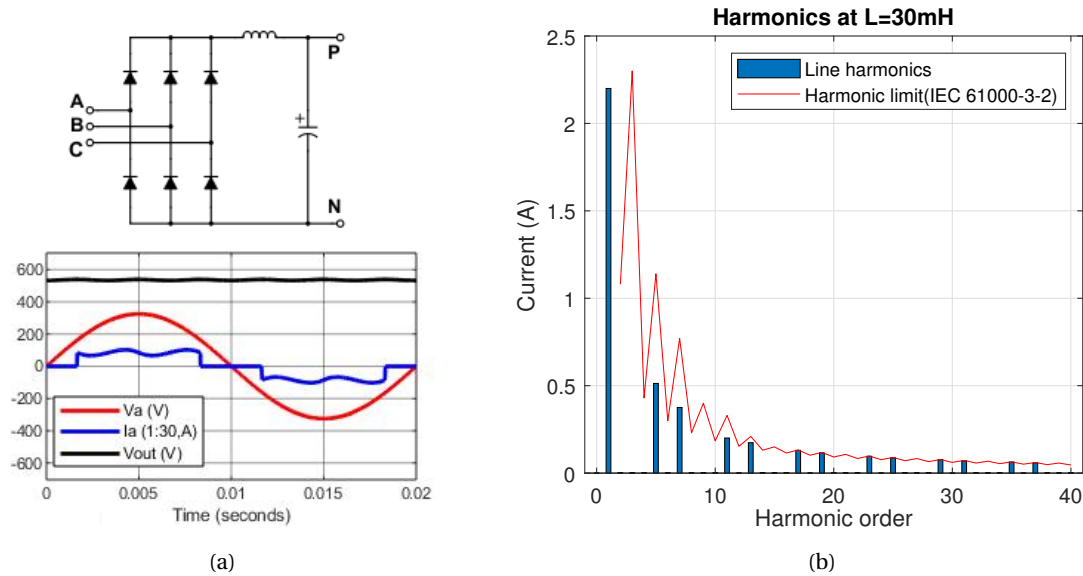 P
A
B
C
+
N
600
400
200
0
-200
-400
-600
Va (V)
Ia (1:30,A)
Vout (V)
0
0.005
0.01
0.015
0.02
Time (seconds)
(a)
Harmonics at L=30mH
Line harmonics
Harmonic limit(IEC 61000-3-2)
2.5
2
1.5
1
0.5
0
Current (A)
0
10
20
30
40
Harmonic order
(b)